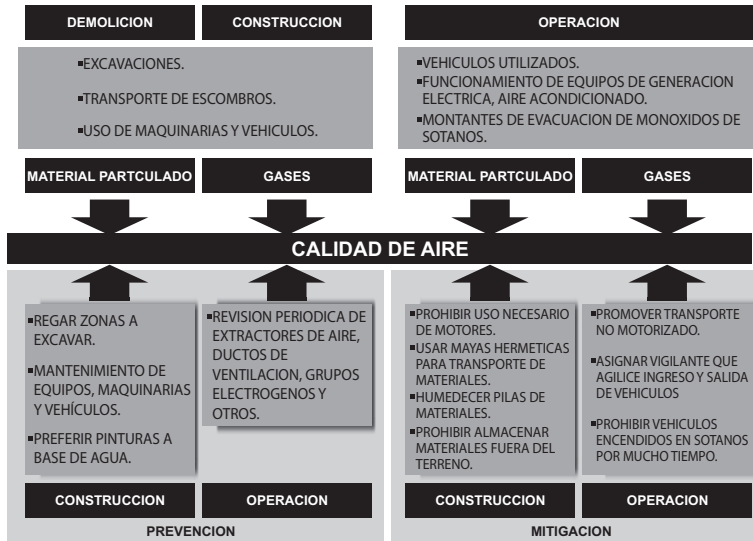 DEMOLICION
CONSTRUCCION
OPERACION
▪EXCAVACIONES.
▪TRANSPORTE DE ESCOMBROS.
▪USO DE MAQUINARIAS Y VEHICULOS.
▪VEHICULOS UTILIZADOS.
▪FUNCIONAMIENTO DE EQUIPOS DE GENERACION
ELECTRICA, AIRE ACONDICIONADO.
▪MONTANTES DE EVACUACION DE MONOXIDOS DE
SOTANOS.
MATERIAL PARTCULADO
GASES
MATERIAL PARTICULADO
GASES
CALIDAD DE AIRE
▪REGAR ZONAS A
EXCAVAR.
▪MANTENIMIENTO DE
EQUIPOS, MAQUINARIAS
Y VEHÍCULOS.
▪PREFERIR PINTURAS A
BASE DE AGUA.
▪REVISION PERIODICA DE
EXTRACTORES DE AIRE,
DUCTOS DE
VENTILACION, GRUPOS
ELECTROGENOS Y
OTROS.
▪PROHIBIR USO NECESARIO
DE MOTORES.
▪USAR MAYAS HERMETICAS
PARA TRANSPORTE DE
MATERIALES.
▪HUMEDECER PILAS DE
MATERIALES.
▪PROHIBIR ALMACENAR
MATERIALES FUERA DEL
TERRENO.
▪PROMOVER TRANSPORTE
NO MOTORIZADO.
▪ASIGNAR VIGILANTE QUE
AGILICE INGRESO Y SALIDA
DE VEHICULOS
▪PROHIBIR VEHICULOS
ENCENDIDOS EN SOTANOS
POR MUCHO TIEMPO.
CONSTRUCCION
OPERACION
CONSTRUCCION
OPERACION
PREVENCION
MITIGACION